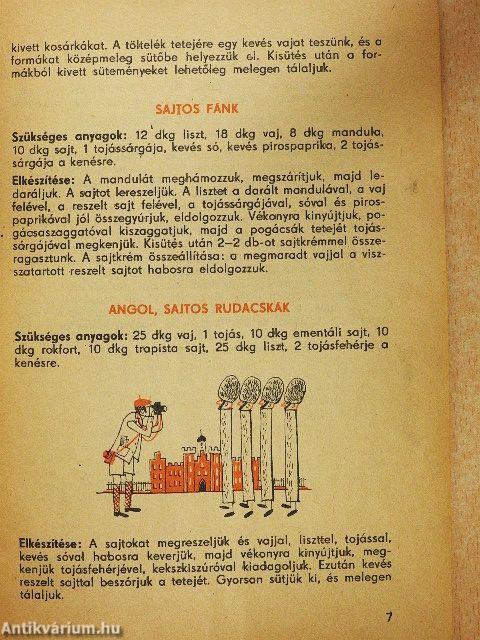 kivett kosárkákat. A töltelék tetejére egy kevés vajat teszünk, és a
formákat középmeleg sütőbe helyezzük el. Kisütés után a for-
mákból kivett süteményeket lehetőleg melegen tálaljuk.
SAJTOS FÁNK
Szükséges anyagok: 12 dkg liszt, 18 dkg vaj, 8 dkg mandula,
10 dkg sajt, 1 tojássárgája, kevés só, kevés pirospaprika, 2 tojás-
sárgája a kenésre.
Elkészítése: A mandulát meghámozzuk, megszárítjuk, majd le-
daráljuk. A sajtot lereszeljük. A lisztet a darált mandulával, a vaj
felével, a reszelt sajt felével, a tojássárgájával, sóval és piros-
paprikával jól összegyúrjuk, eldolgozzuk. Vékonyra kinyújtjuk, po-
gácsaszaggatóval kiszaggatjuk, majd a pogácsák tetejét tojás-
sárgájával megkenjük. Kisütés után 2–2 db-ot sajtkrémmel össze-
ragasztunk. A sajtkrém összeállítása: a megmaradt vajjal a visz-
szatartott reszelt sajtot habosra eldolgozzuk.
ANGOL, SAJTOS RUDACSKÁK
Szükséges anyagok: 25 dkg vaj, 1 tojás, 10 dkg ementáli sajt, 10
dkg rokfort, 10 dkg trapista sajt, 25 dkg liszt, 2 tojásfehérje a
kenésre.
Elkészítése: A sajtokat megreszeljük és vajjal, liszttel, tojással,
kevés sóval habosra keverjük, majd vékonyra kinyújtjuk, meg-
kenjük tojásfehérjével, kekszkiszúróval kiadagoljuk. Ezután kevés
reszelt sajttal beszórjuk a tetejét. Gyorsan sütjük ki, és melegen
tálaljuk.
7
Antikvárium.hu